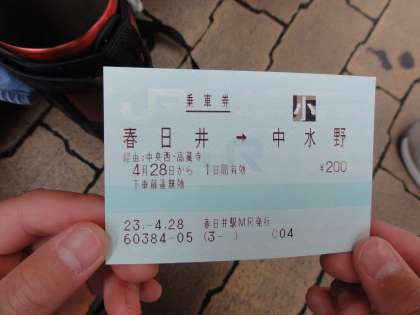 乗車券
小
春日井 → 中水野
経由:中央西・高蔵寺
4月28日から 1日間有効 ¥200
下車前途無効
23.-4.28 春日井駅MR発行
60384-05 (3- ) C04